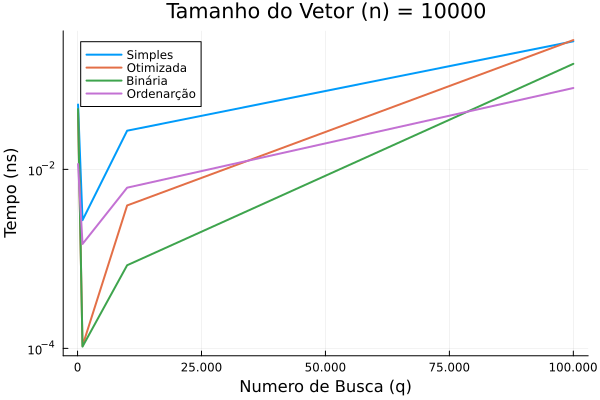 Tamanho do Vetor (n) = 10000
Simples
Otimizada
Binária
Ordenarção
Tempo (ns)
10⁻²
10⁻⁴
0 25.000 50.000 75.000 100.000
Numero de Busca (q)